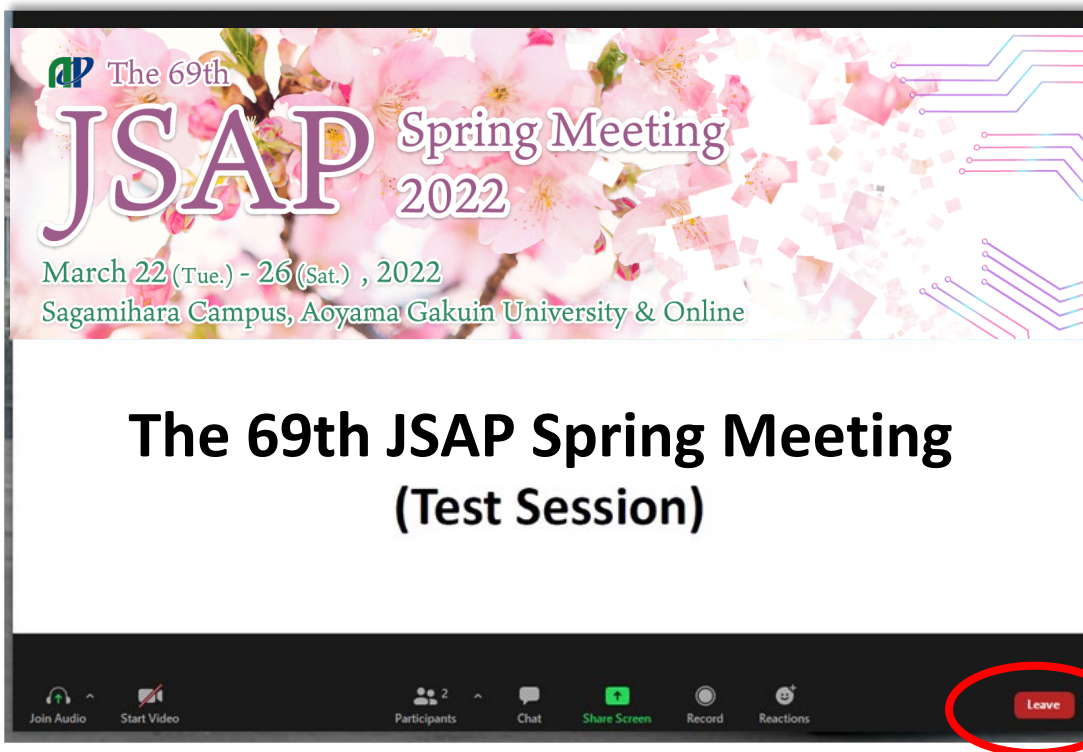 The 69th
JSAP Spring Meeting
2022
March 22 (Tue.) - 26 (Sat.) , 2022
Sagamihara Campus, Aoyama Gakuin University & Online
The 69th JSAP Spring Meeting
(Test Session)
2
Join Audio Start Video Participants Chat Share Screen Record Reactions Leave